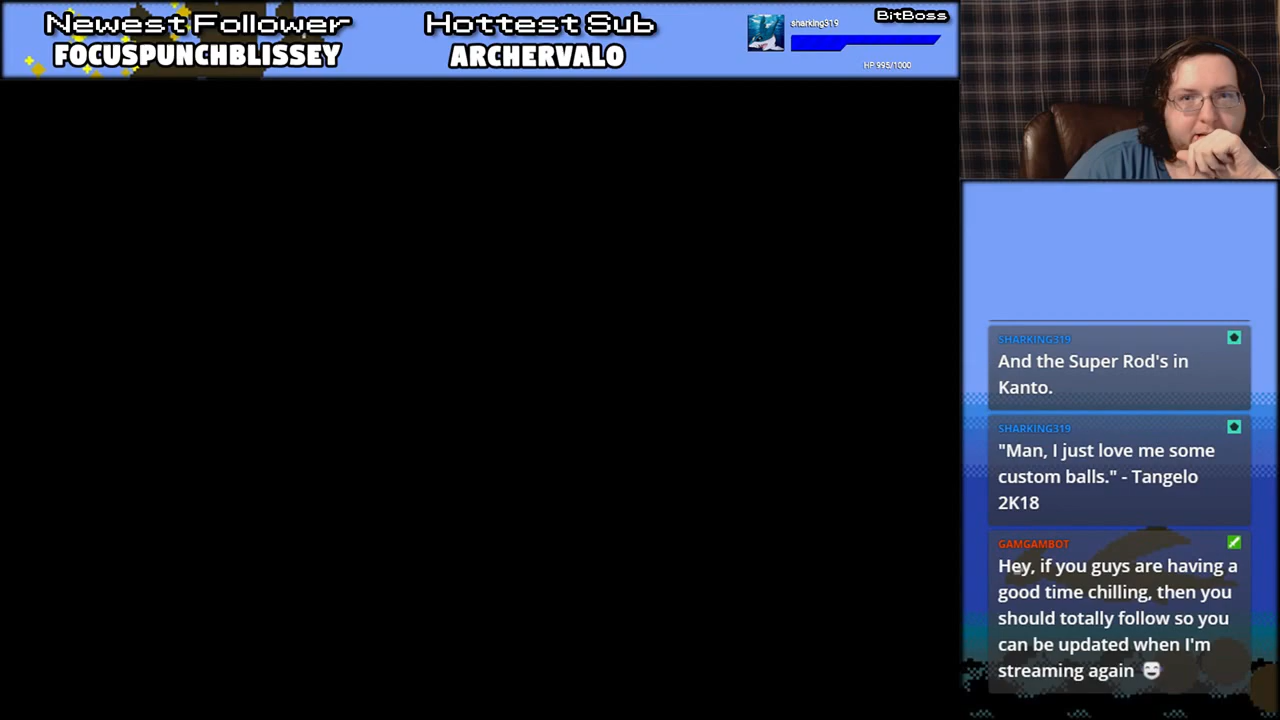 Newest Follower
FOCUSPUNCHBLISSEY
Hottest Sub
ARCHERVALO
sharking319
BitBoss
HP 995/1000
SHARKING319
And the Super Rod's in
Kanto.
SHARKING319
"Man, I just love me some
custom balls." - Tangelo
2K18
GAMGAMBOT
Hey, if you guys are having a
good time chilling, then you
should totally follow so you
can be updated when I'm
streaming again